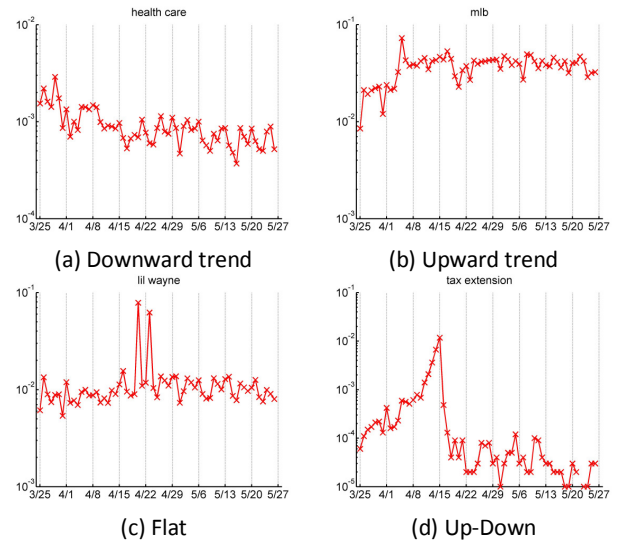 health care
10^-2
10^-3
10^-4
3/25 4/1 4/8 4/15 4/22 4/29 5/6 5/13 5/20 5/27
(a) Downward trend
mlb
10^-1
10^-2
10^-3
3/25 4/1 4/8 4/15 4/22 4/29 5/6 5/13 5/20 5/27
(b) Upward trend
lil wayne
10^-1
10^-2
10^-3
3/25 4/1 4/8 4/15 4/22 4/29 5/6 5/13 5/20 5/27
(c) Flat
tax extension
10^-1
10^-2
10^-3
10^-4
10^-5
3/25 4/1 4/8 4/15 4/22 4/29 5/6 5/13 5/20 5/27
(d) Up-Down